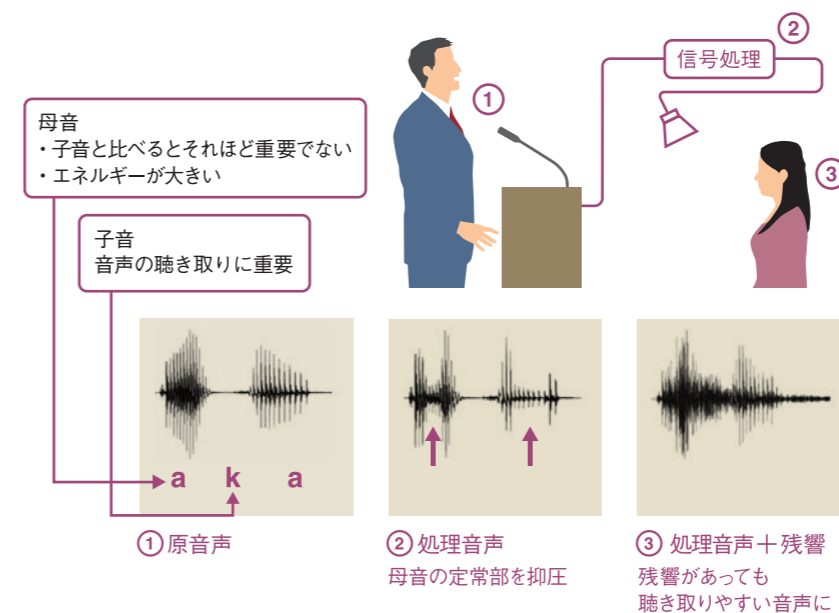 ②
信号処理
①
③
母音
・子音と比べるとそれほど重要でない
・エネルギーが大きい
子音
音声の聴き取りに重要
a k a
①原音声
②処理音声
母音の定常部を抑圧
③処理音声＋残響
残響があっても
聴き取りやすい音声に